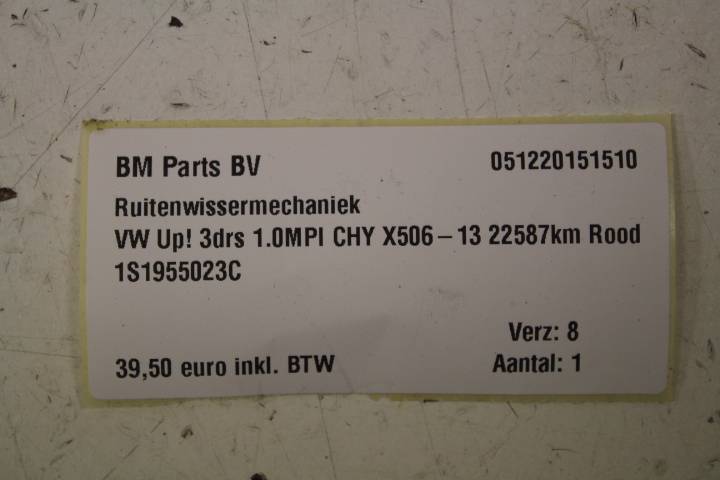 BM Parts BV 051220151510
Ruitenwissermechaniek
VW Up! 3drs 1.0MPI CHY X506-13 22587km Rood
1S1955023C
Verz: 8
39,50 euro inkl. BTW Aantal: 1